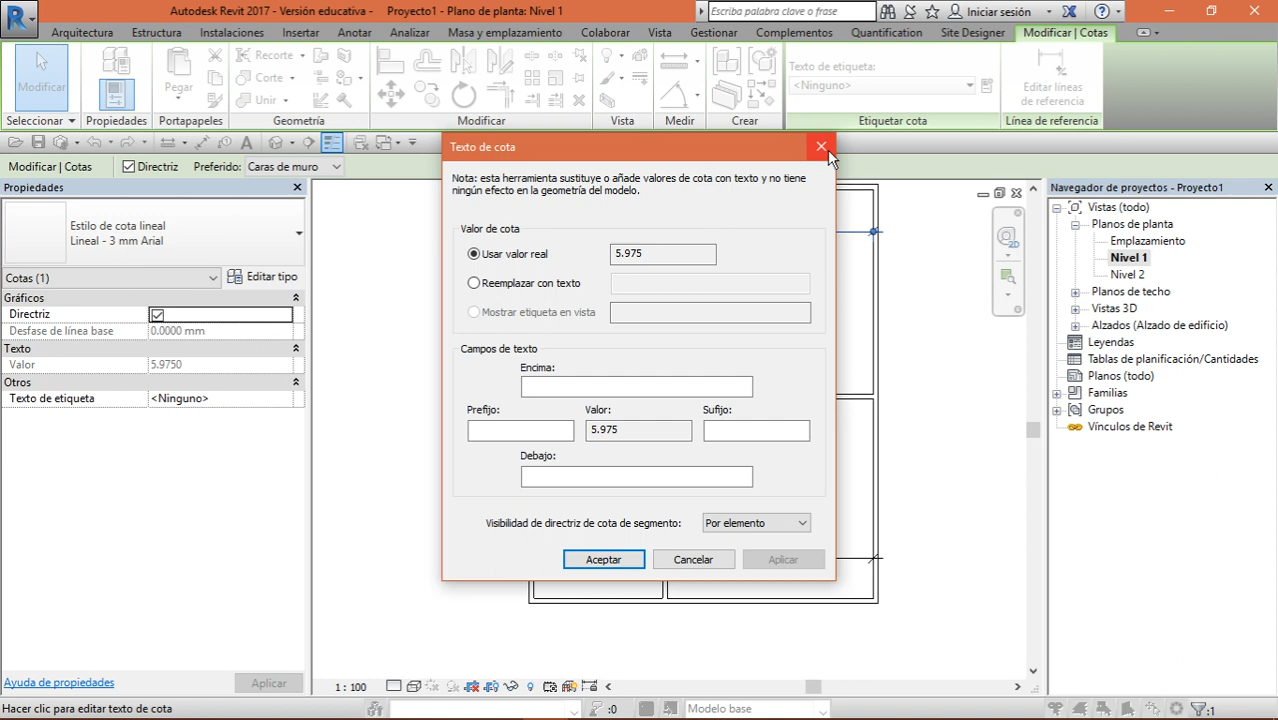 Autodesk Revit 2017 - Versión educativa - Proyecto1 - Plano de planta: Nivel 1
Escriba palabra clave o frase
Iniciar sesión
Arquitectura Estructura Instalaciones Insertar Anotar Analizar Masa y emplazamiento Colaborar Vista Gestionar Complementos Quantification Site Designer Modificar | Cotas
Modificar
Pegar
Recorte
Corte
Unir
Texto de etiqueta:
<Ninguno>
Editar líneas
de referencia
Seleccionar Propiedades Portapapeles Geometría Modificar Vista Medir Crear Etiquetar cota Línea de referencia
Modificar | Cotas Directriz Preferido: Caras de muro
Propiedades
Estilo de cota lineal
Lineal - 3 mm Arial
Cotas (1) Editar tipo
Gráficos
Directriz
Desfase de línea base 0.0000 mm
Texto
Valor 5.9750
Otros
Texto de etiqueta <Ninguno>
Ayuda de propiedades Aplicar
Texto de cota
Nota: esta herramienta sustituye o añade valores de cota con texto y no tiene
ningún efecto en la geometría del modelo.
Valor de cota
Usar valor real 5.975
Reemplazar con texto
Mostrar etiqueta en vista
Campos de texto
Encima:
Prefijo: Valor: Sufijo:
5.975
Debajo:
Visibilidad de directriz de cota de segmento: Por elemento
Aceptar Cancelar Aplicar
2D
Navegador de proyectos - Proyecto1
Vistas (todo)
Planos de planta
Emplazamiento
Nivel 1
Nivel 2
Planos de techo
Vistas 3D
Alzados (Alzado de edificio)
Leyendas
Tablas de planificación/Cantidades
Planos (todo)
Familias
Grupos
Vínculos de Revit
1 : 100
Hacer clic para editar texto de cota
:0
Modelo base
:1